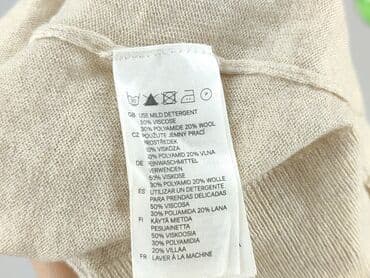 GB USE MILD DETERGENT
50% VISCOSE
30% POLYAMIDE 20% WOOL
CZ POUŽIJTE JEMNÝ PRACÍ
PROSTŘEDEK
50% VISKÓZA
30% POLYAMID 20% VLNA
DE FEINWASCHMITTEL
VERWENDEN
50% VISKOSE
30% POLYAMID 20% WOLLE
ES UTILIZAR UN DETERGENTE
PARA PRENDAS DELICADAS
50% VISCOSA
30% POLIAMIDA 20% LANA
FI KÄYTÄ MIETOA
PESUAINETTA
50% VISKOOSIA
30% POLYAMIDIA
20% VILLAA
FR LAVER À LA MACHINE